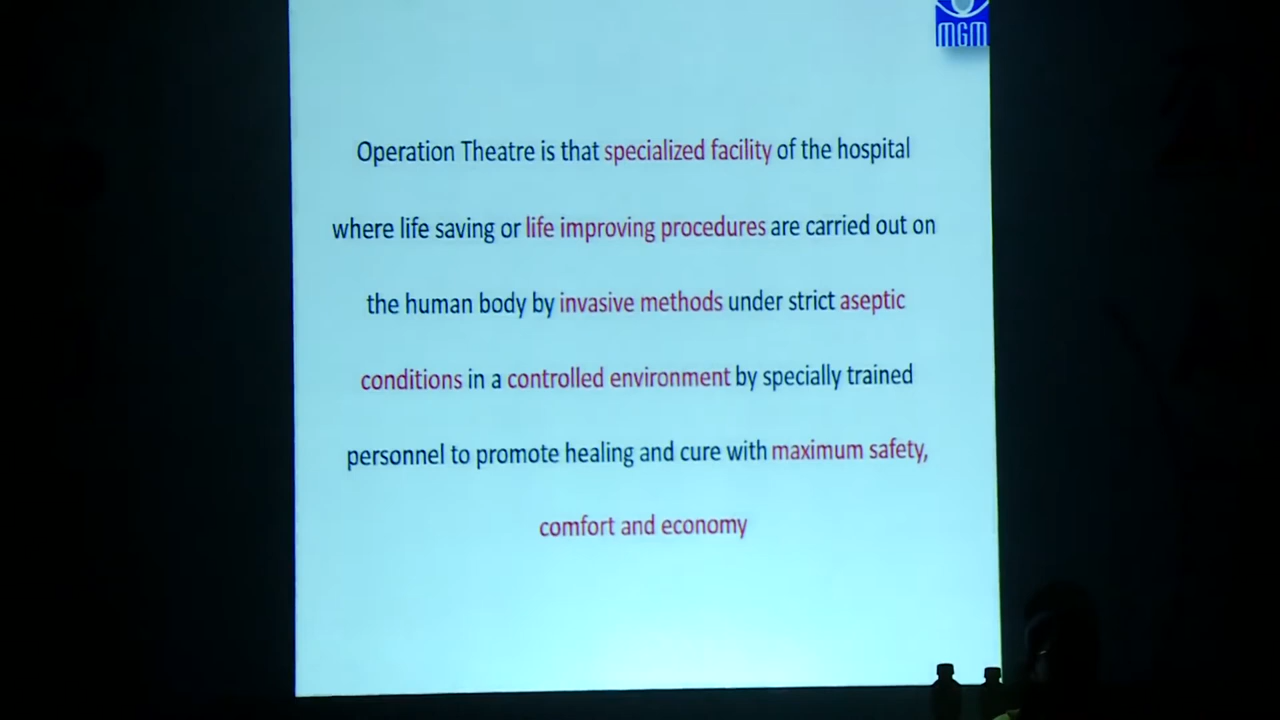 MGM
Operation Theatre is that specialized facility of the hospital
where life saving or life improving procedures are carried out on
the human body by invasive methods under strict aseptic
conditions in a controlled environment by specially trained
personnel to promote healing and cure with maximum safety,
comfort and economy